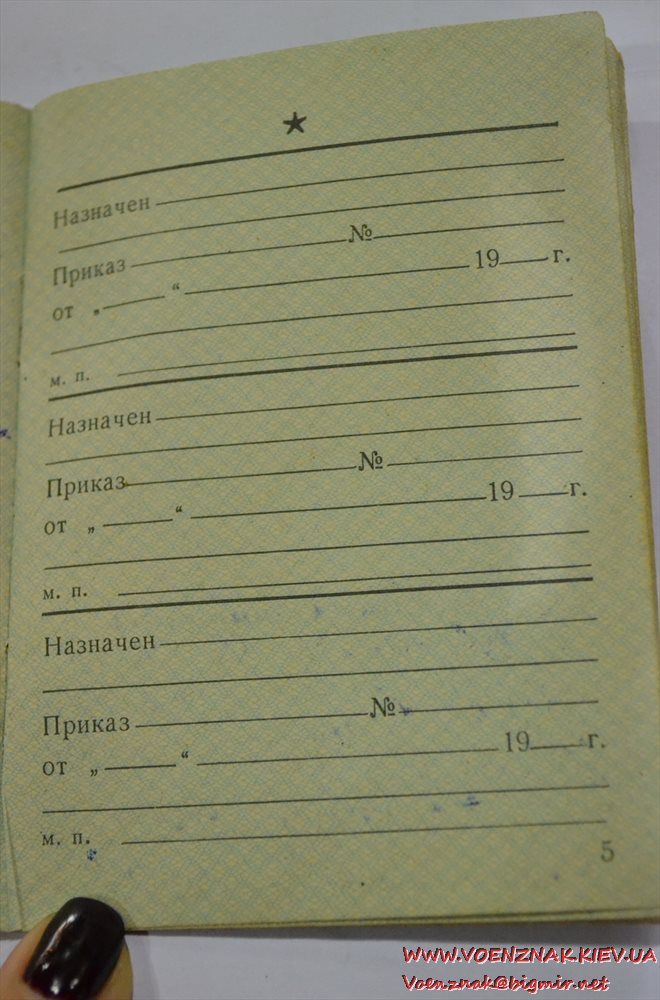 Назначен
Приказ №
от „ “ 19 г.
м. п.
Назначен
Приказ №
от „ “ 19 г.
м. п.
Назначен
Приказ №
от „ “ 19 г.
м. п.
5
WWW.VOENZNAK.KIEV.UA
Voenznak@bigmir.net